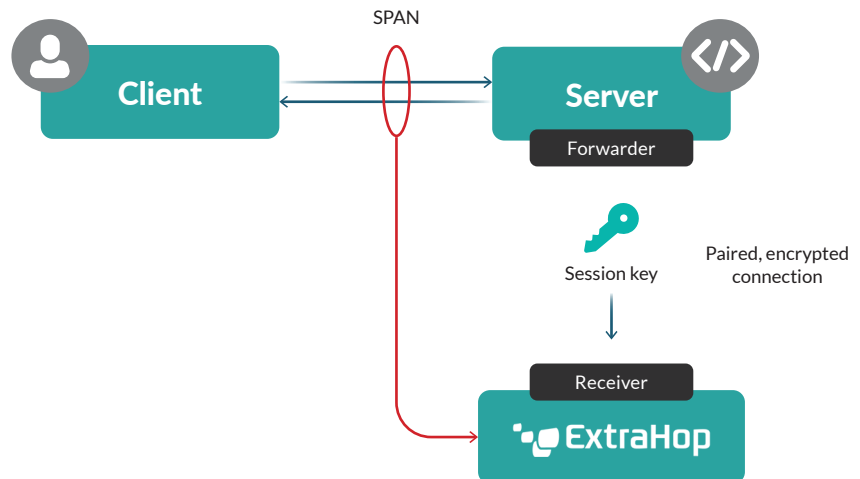 SPAN
Client
Server
</>
Forwarder
Session key
Paired, encrypted
connection
Receiver
ExtraHop